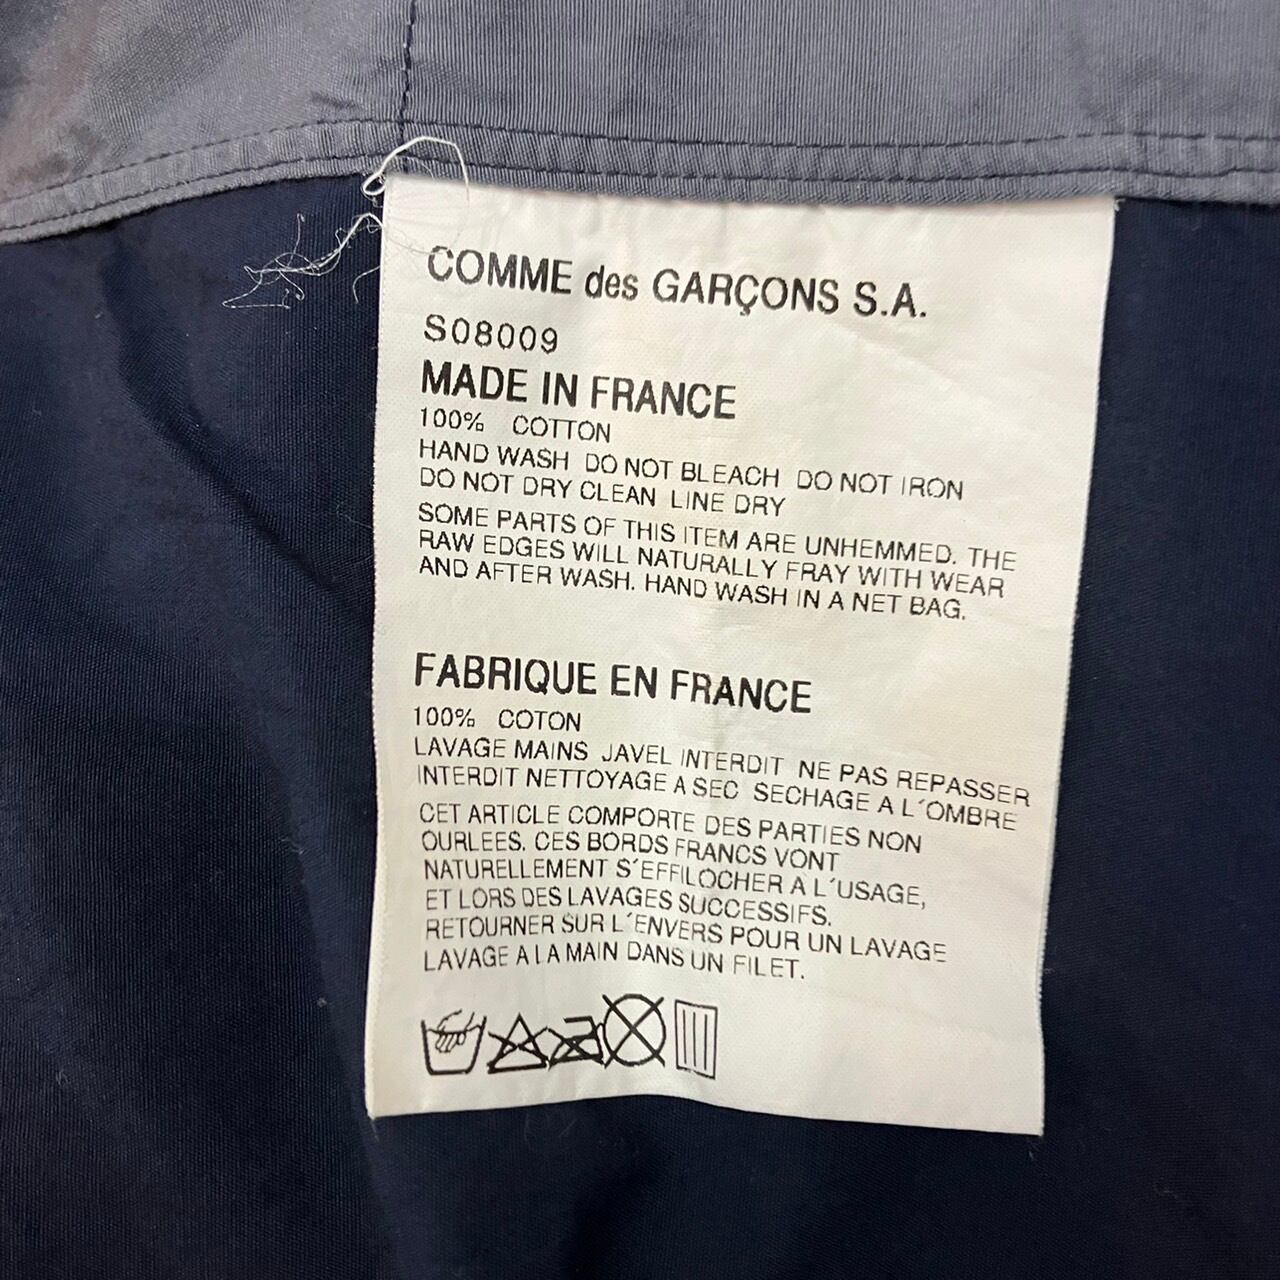 COMME des GARÇONS S.A.
S08009
MADE IN FRANCE
100% COTTON
HAND WASH DO NOT BLEACH DO NOT IRON
DO NOT DRY CLEAN LINE DRY
SOME PARTS OF THIS ITEM ARE UNHEMMED. THE
RAW EDGES WILL NATURALLY FRAY WITH WEAR
AND AFTER WASH. HAND WASH IN A NET BAG.
FABRIQUE EN FRANCE
100% COTON
LAVAGE MAINS JAVEL INTERDIT NE PAS REPASSER
INTERDIT NETTOYAGE A SEC SECHAGE A L´OMBRE
CET ARTICLE COMPORTE DES PARTIES NON
OURLEES. CES BORDS FRANCS VONT
NATURELLEMENT S´EFFILOCHER A L´USAGE,
ET LORS DES LAVAGES SUCCESSIFS.
RETOURNER SUR L´ENVERS POUR UN LAVAGE
LAVAGE A LA MAIN DANS UN FILET.